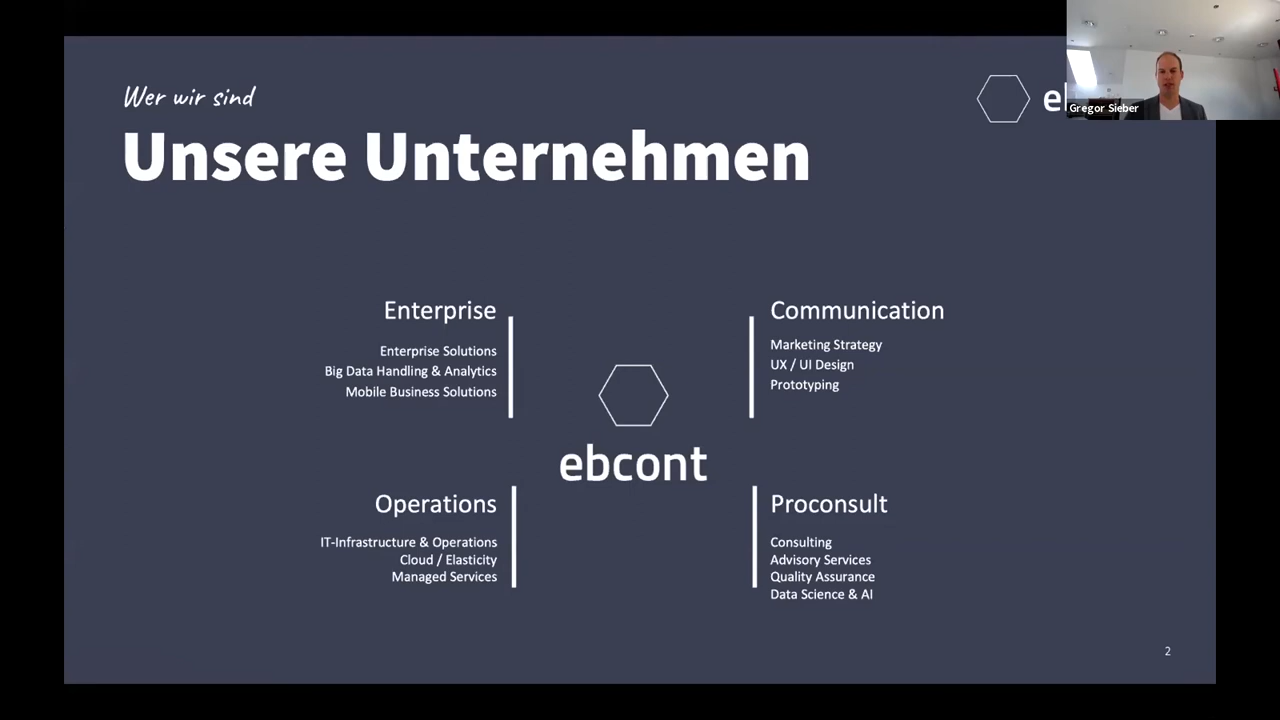 Wer wir sind
Unsere Unternehmen
Gregor Sieber
Enterprise
Enterprise Solutions
Big Data Handling & Analytics
Mobile Business Solutions
Communication
Marketing Strategy
UX / UI Design
Prototyping
ebcont
Operations
IT-Infrastructure & Operations
Cloud / Elasticity
Managed Services
Proconsult
Consulting
Advisory Services
Quality Assurance
Data Science & AI
2